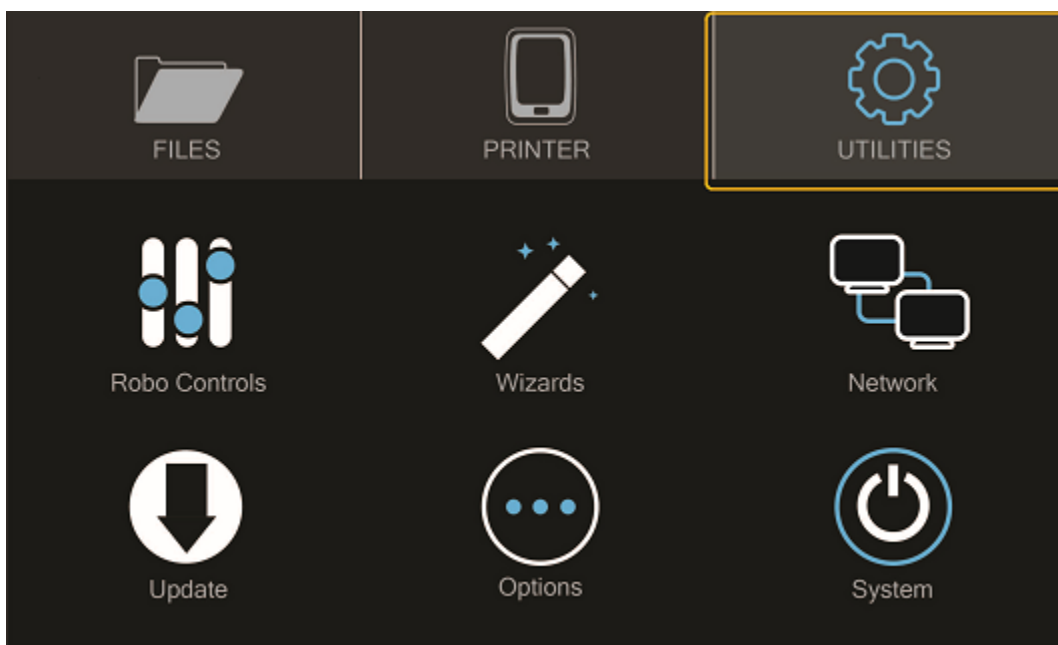 FILES
PRINTER
UTILITIES
Robo Controls
Wizards
Network
Update
Options
System